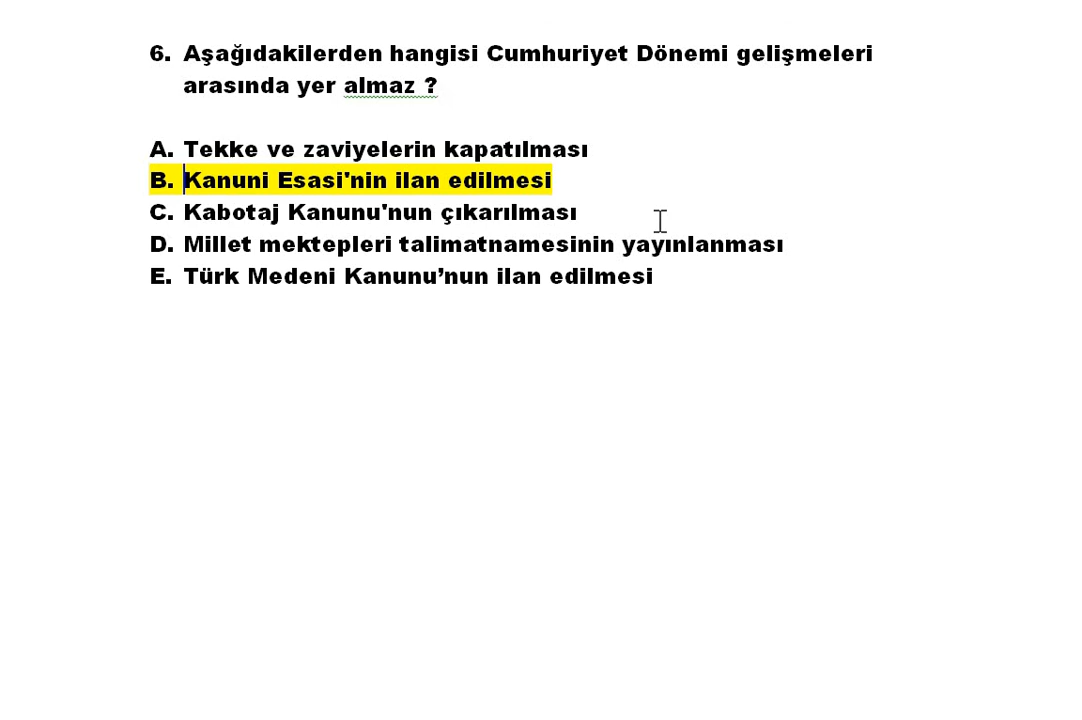 6. Aşağıdakilerden hangisi Cumhuriyet Dönemi gelişmeleri
arasında yer almaz ?
A. Tekke ve zaviyelerin kapatılması
B. Kanuni Esasi'nin ilan edilmesi
C. Kabotaj Kanunu'nun çıkarılması
D. Millet mektepleri talimatnamesinin yayınlanması
E. Türk Medeni Kanunu’nun ilan edilmesi